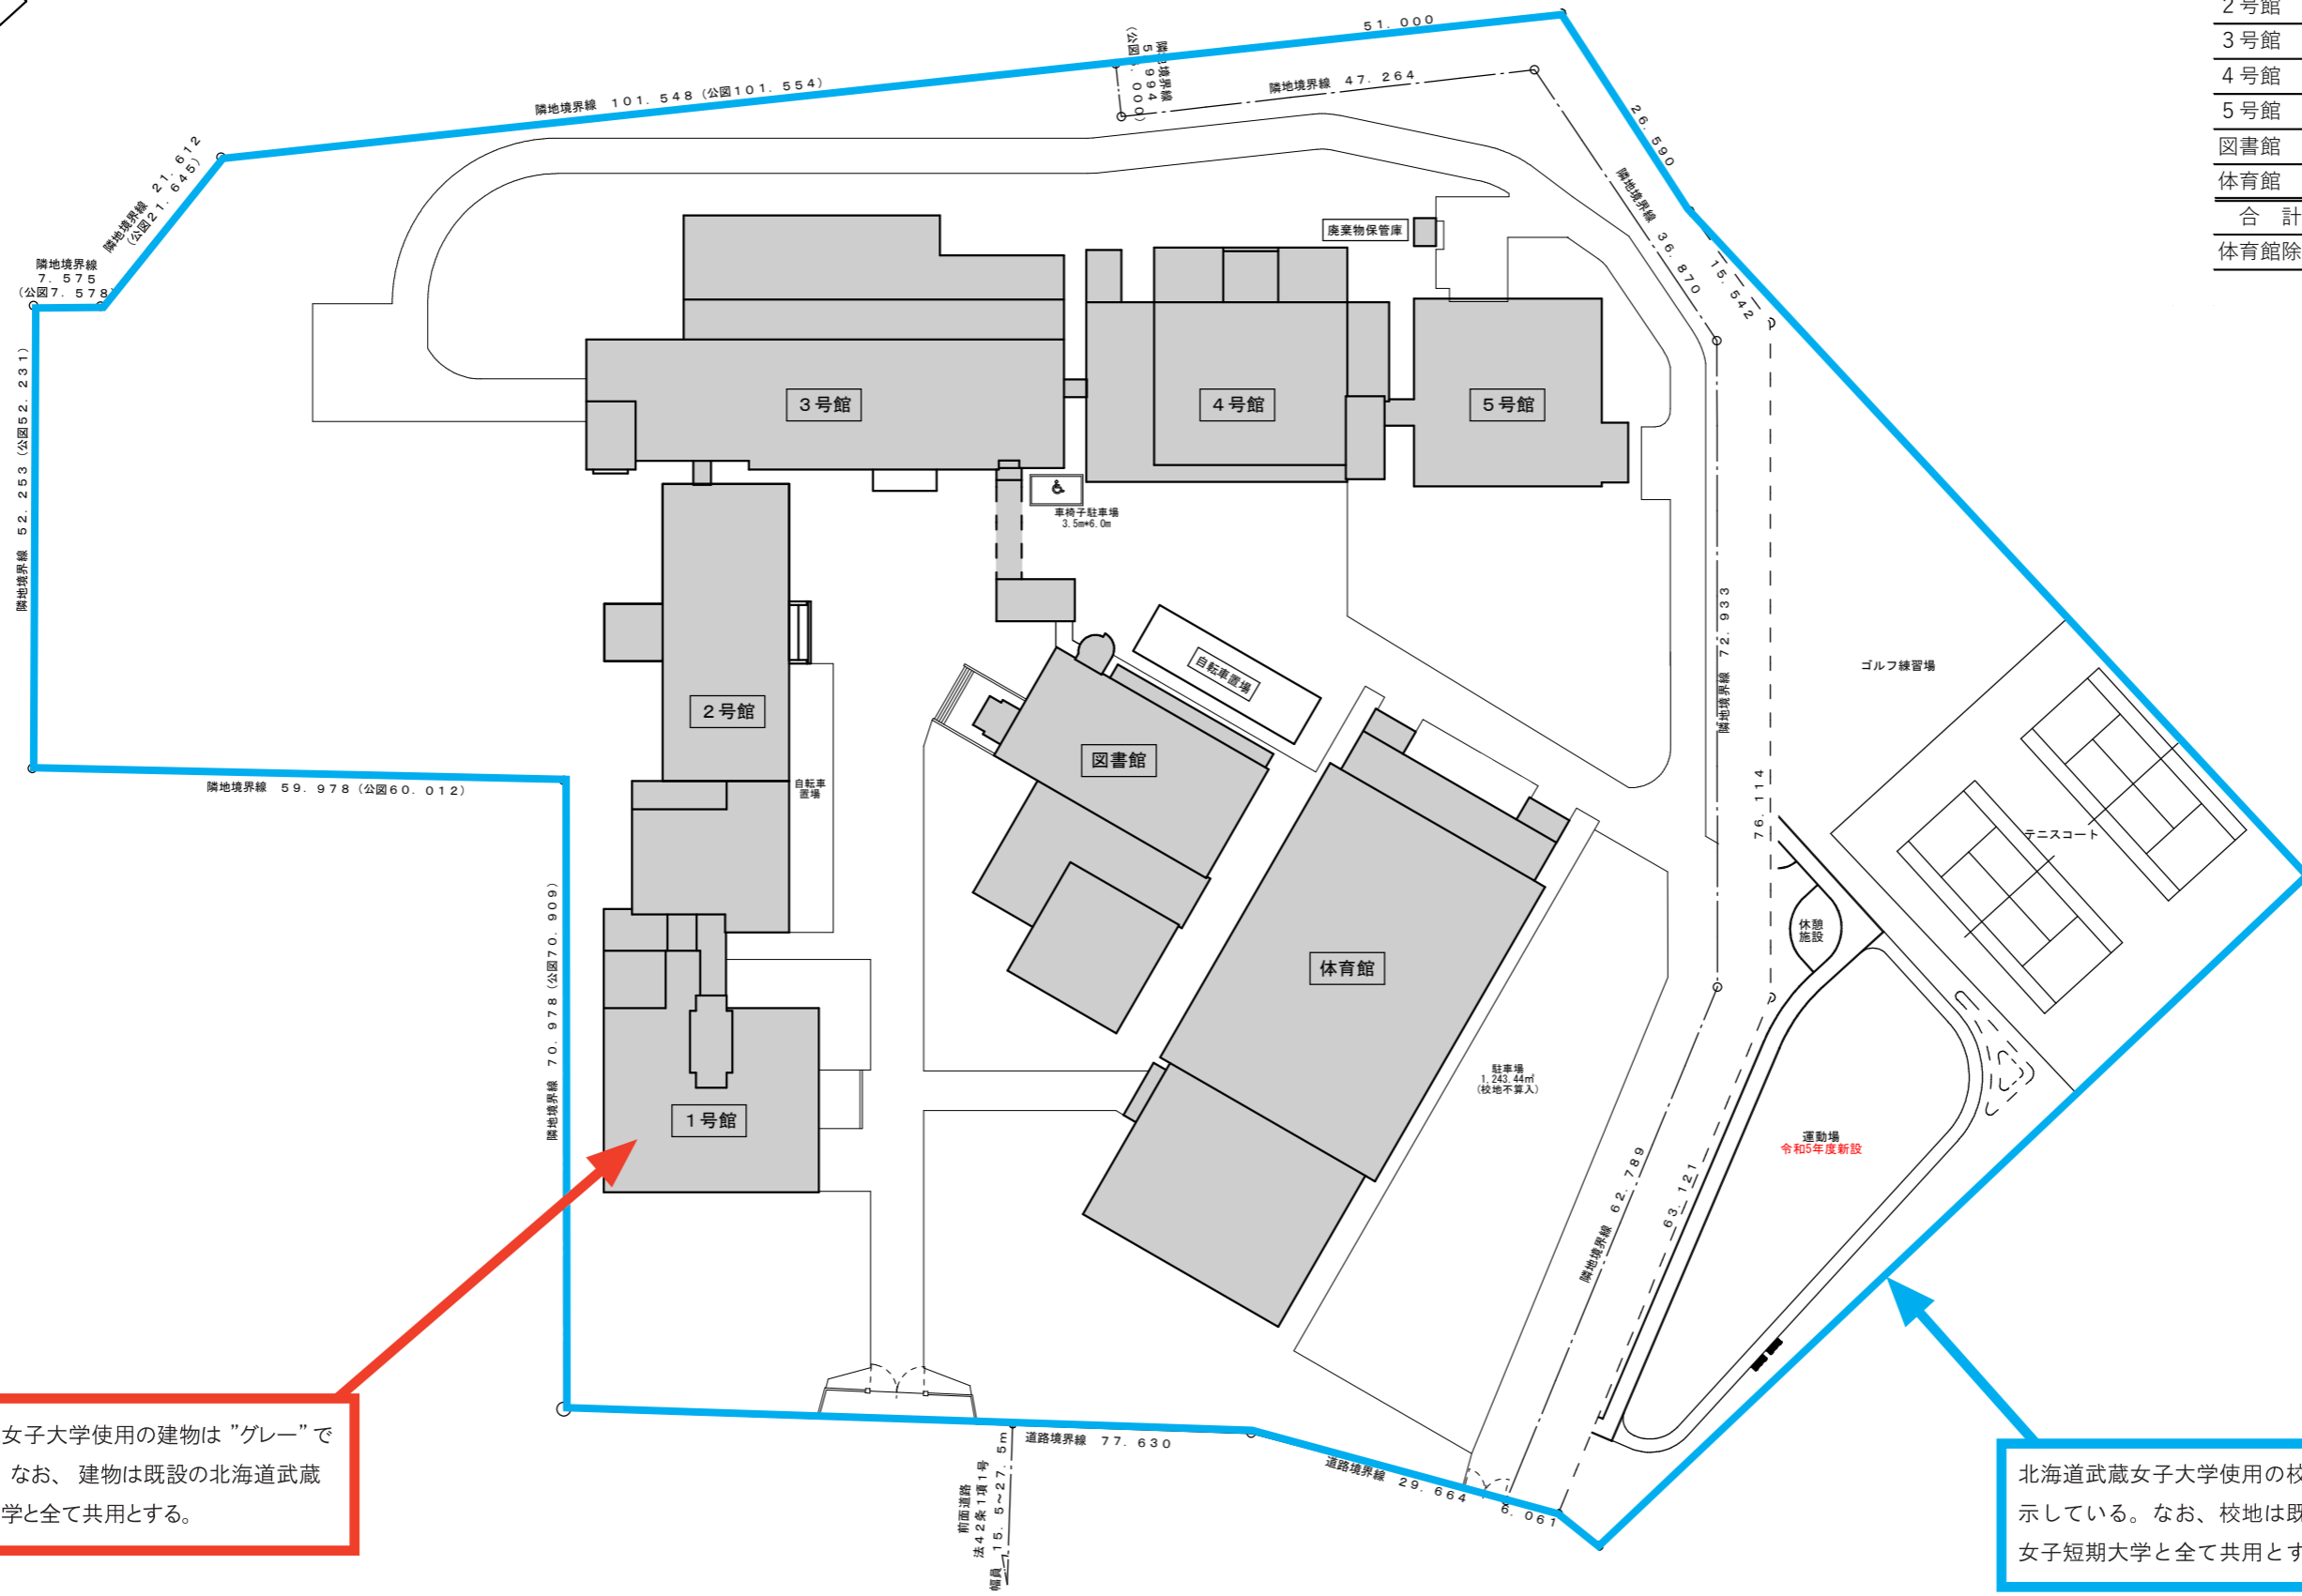 2号館
3号館
4号館
5号館
図書館
体育館
合 計
体育館除
51.000
隣地境界線
5.994
(公図6.000)
隣地境界線 47.264
隣地境界線 101.548 (公図101.554)
26.590
隣地境界線 21.612
(公図21.645)
隣地境界線
7.575
(公図7.578)
隣地境界線 36.870
15.542
廃棄物保管庫
隣地境界線 52.253 (公図52.231)
3号館
4号館
5号館
車椅子駐車場
3.5m*6.0m
隣地境界線 72.933
ゴルフ練習場
自転車置場
2号館
図書館
自転車
置場
隣地境界線 59.978 (公図60.012)
76.114
テニスコート
休憩
施設
体育館
隣地境界線 70.978 (公図70.909)
駐車場
1,243.44㎡
(校地不算入)
1号館
運動場
令和5年度新設
隣地境界線 62.789
63.121
道路境界線 77.630
道路境界線 29.664
6.061
前面道路
法42条1項1号
幅員 15.5~27.5m
女子大学使用の建物は ”グレー” で
なお、 建物は既設の北海道武蔵
学と全て共用とする。
北海道武蔵女子大学使用の校
示している。なお、校地は既
女子短期大学と全て共用とす